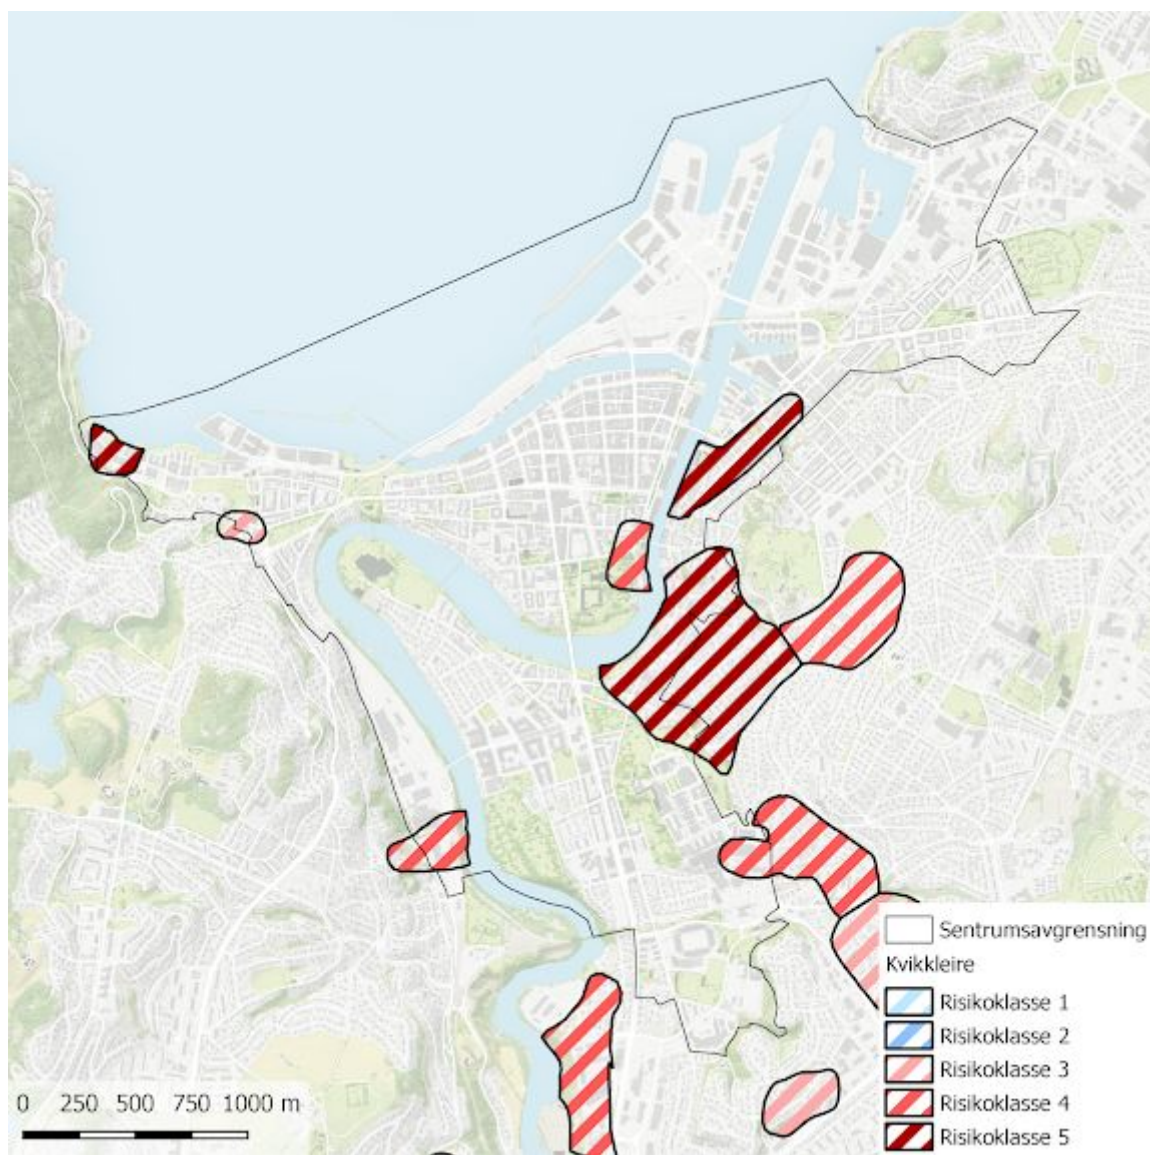 Sentrumsavgrensning
Kvikkleire
Risikoklasse 1
Risikoklasse 2
Risikoklasse 3
Risikoklasse 4
Risikoklasse 5
0 250 500 750 1000 m